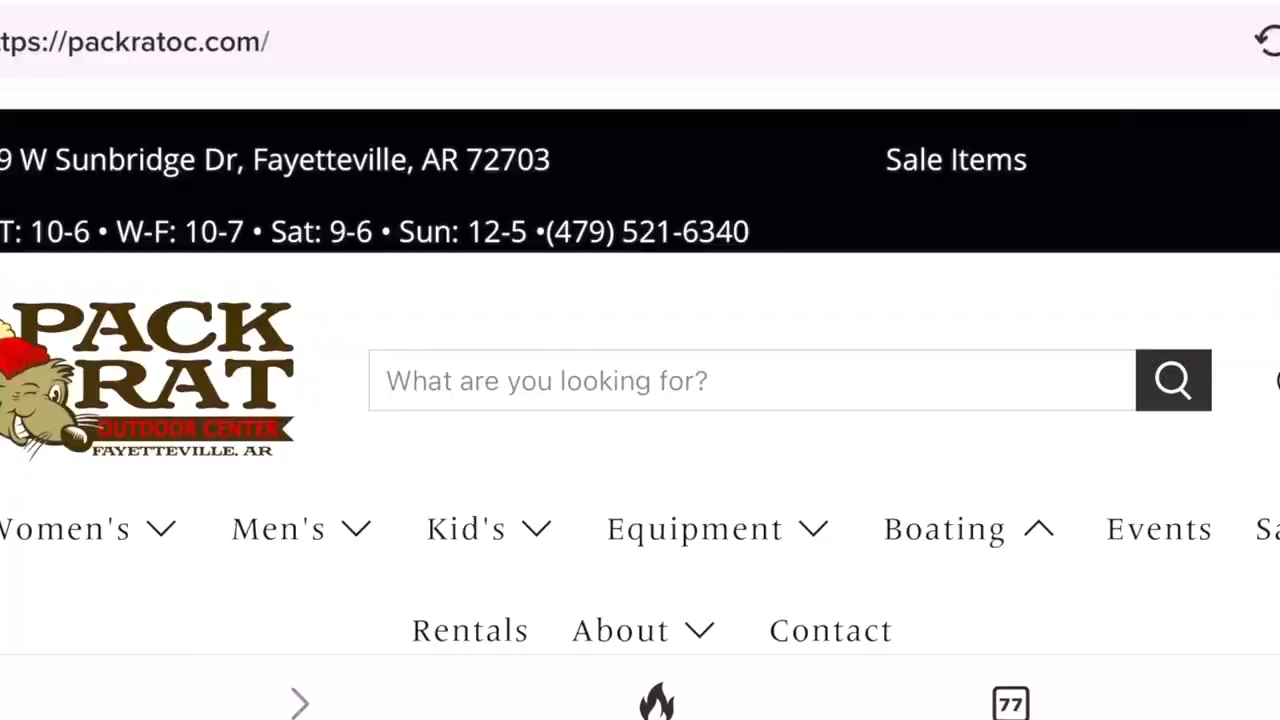 ttps://packratoc.com/
9 W Sunbridge Dr, Fayetteville, AR 72703
Sale Items
T: 10-6 • W-F: 10-7 • Sat: 9-6 • Sun: 12-5 •(479) 521-6340
PACK
RAT
OUTDOOR CENTER
FAYETTEVILLE, AR
What are you looking for?
Women's Men's Kid's Equipment Boating Events Sa
Rentals About Contact
77